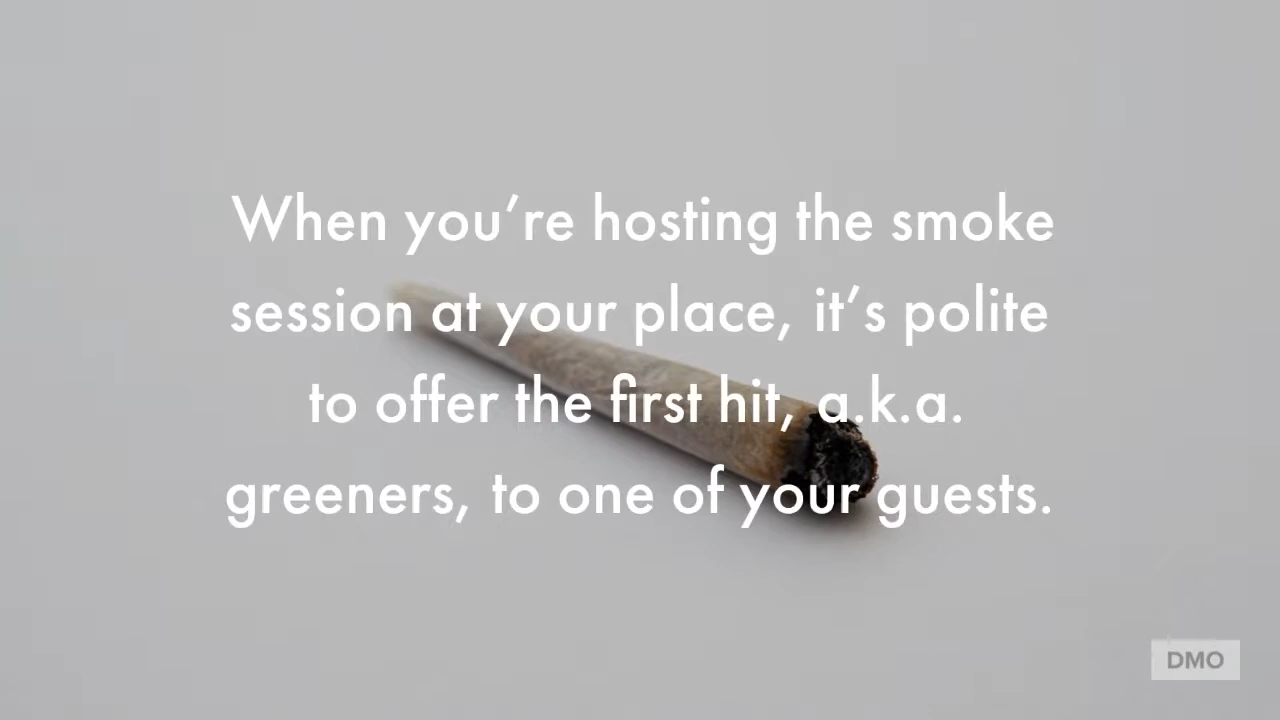 When you’re hosting the smoke
session at your place, it’s polite
to offer the first hit, a.k.a.
greeners, to one of your guests.
DMO